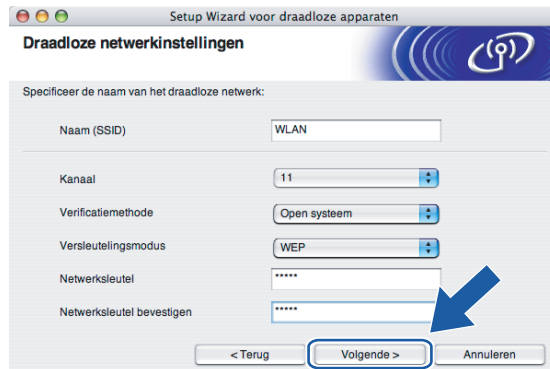 Setup Wizard voor draadloze apparaten
Draadloze netwerkinstellingen
Specificeer de naam van het draadloze netwerk:
Naam (SSID) WLAN
Kanaal 11
Verificatiemethode Open systeem
Versleutelingsmodus WEP
Netwerksleutel *****
Netwerksleutel bevestigen *****
< Terug Volgende > Annuleren